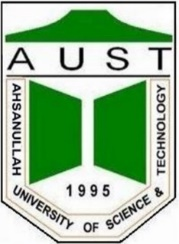 AUST
AHSANULLAH UNIVERSITY OF SCIENCE & TECHNOLOGY
1995